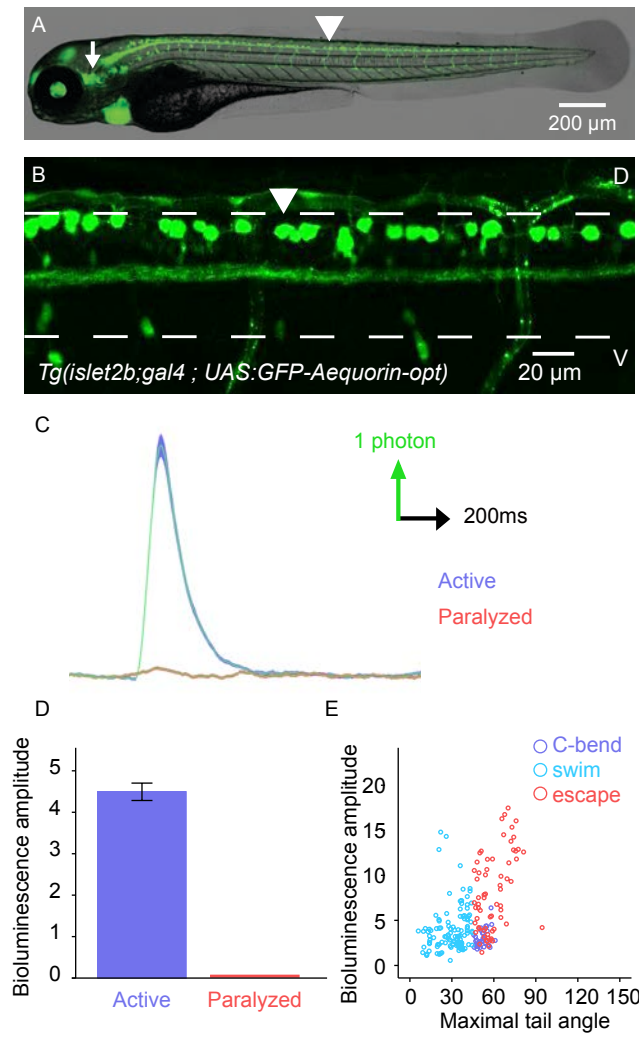 A
200 µm
B
D
Tg(islet2b;gal4 ; UAS:GFP-Aequorin-opt)
20 µm
V
C
1 photon
200ms
Active
Paralyzed
D
Bioluminescence amplitude
5
4
3
2
1
0
Active
Paralyzed
E
Bioluminescence amplitude
20
15
10
5
0
C-bend
swim
escape
0 30 60 90 120 150
Maximal tail angle